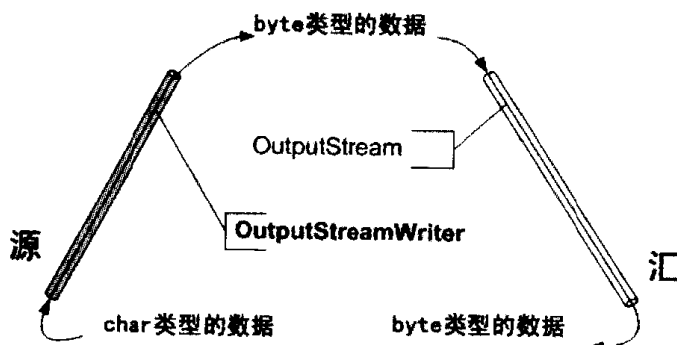 byte类型的数据
OutputStream
OutputStreamWriter
源
汇
char类型的数据
byte类型的数据